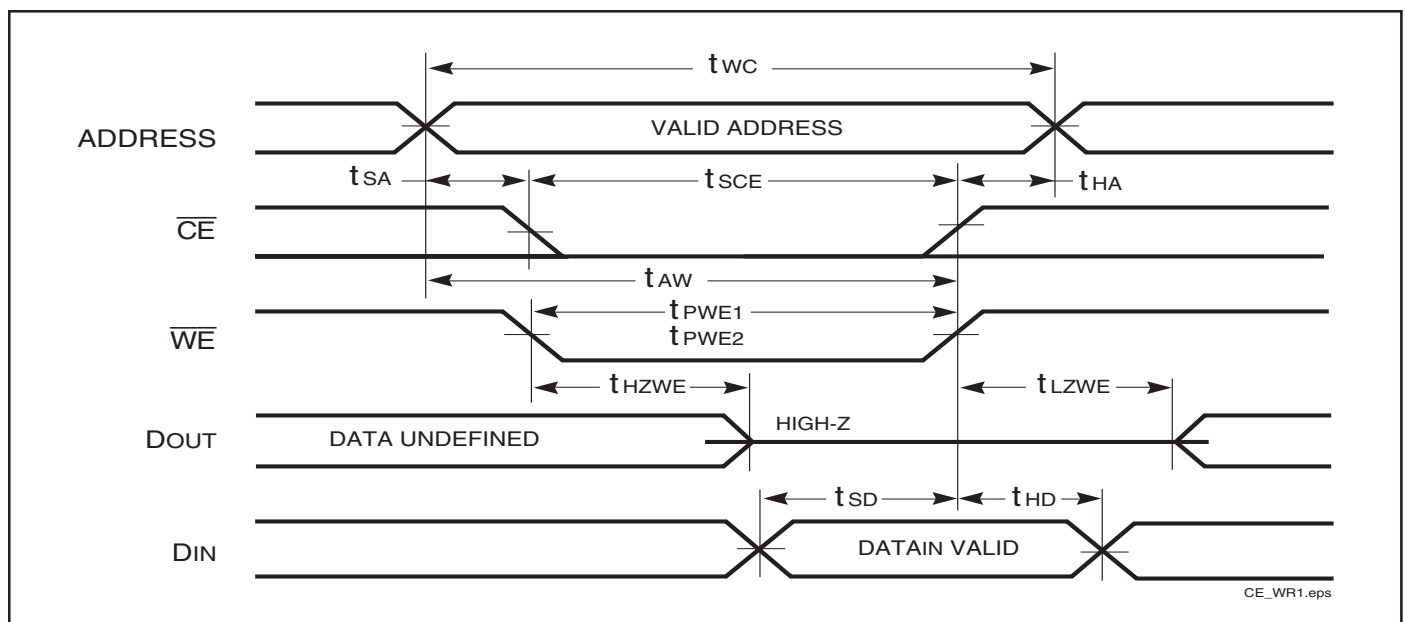 tWC
ADDRESS
VALID ADDRESS
tSA
tSCE
tHA
CE
tAW
WE
tPWE1
tPWE2
tHZWE
tLZWE
DOUT
DATA UNDEFINED
HIGH-Z
tSD
tHD
DIN
DATAIN VALID
CE_WR1.eps